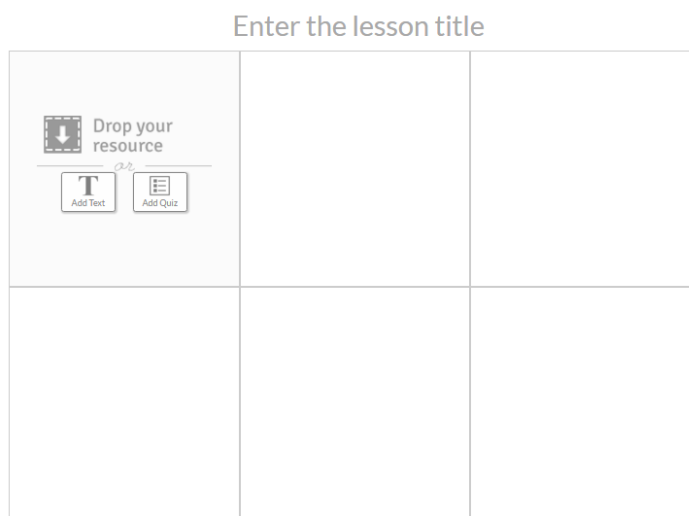 Enter the lesson title
Drop your
resource
or
T
Add Text
Add Quiz